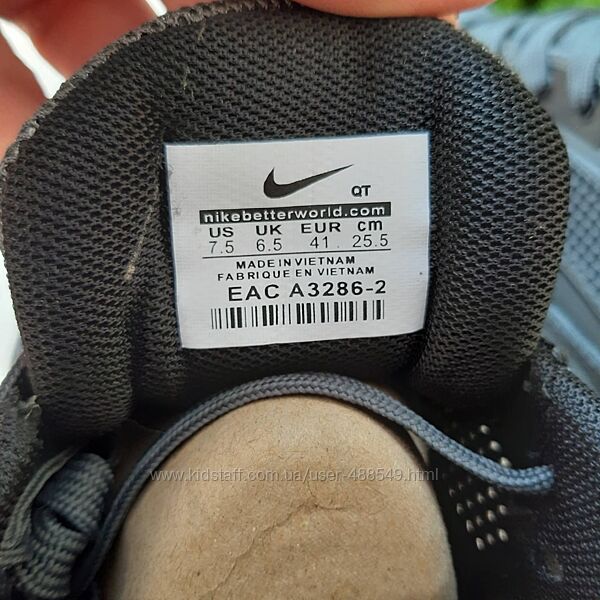 QT
nikebetterworld.com
US UK EUR cm
7.5 6.5 41 25.5
MADE IN VIETNAM
FABRIQUE EN VIETNAM
EAC A3286-2
www.kidstaff.com.ua/user-488549.html